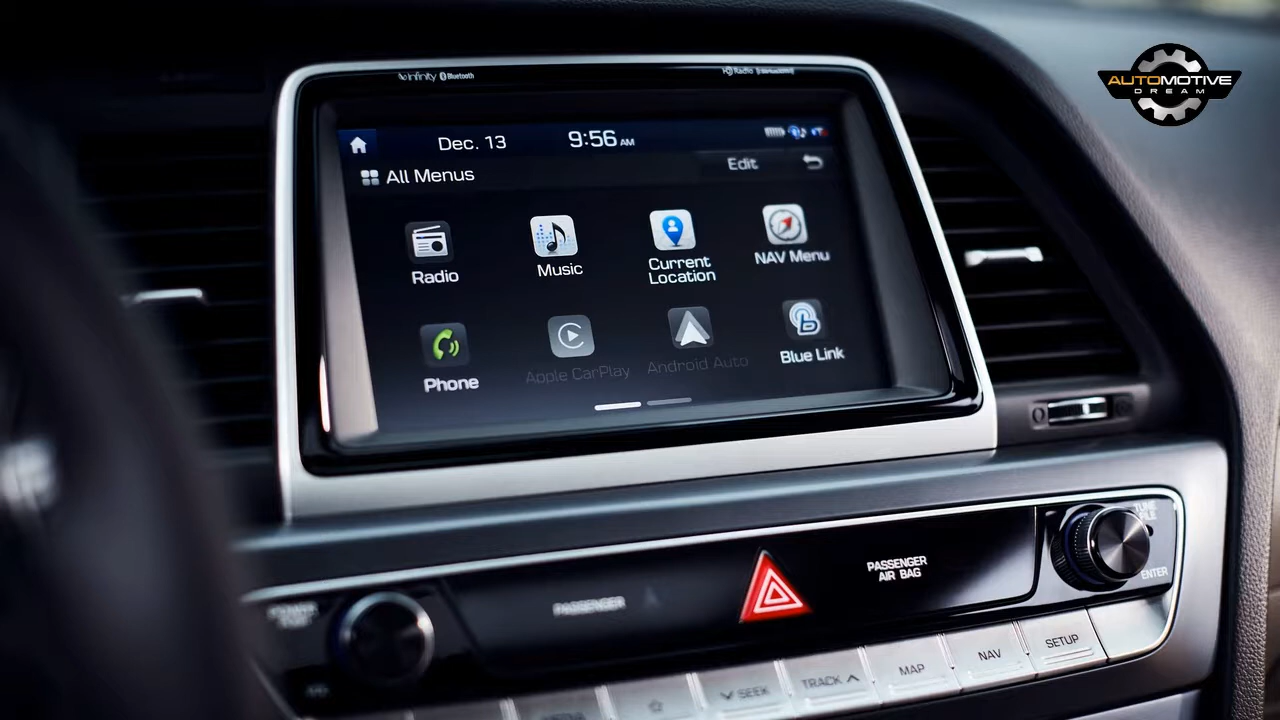 infinity Bluetooth
HD Radio
AUTOMOTIVE
DREAM
Dec. 13
9:56 AM
All Menus
Edit
Radio
Music
Current
Location
NAV Menu
Phone
Apple CarPlay
Android Auto
Blue Link
TUNE
FILE
ENTER
PASSENGER
AIR BAG
PASSENGER
POWER
PUSH
SEEK
TRACK
MAP
NAV
SETUP